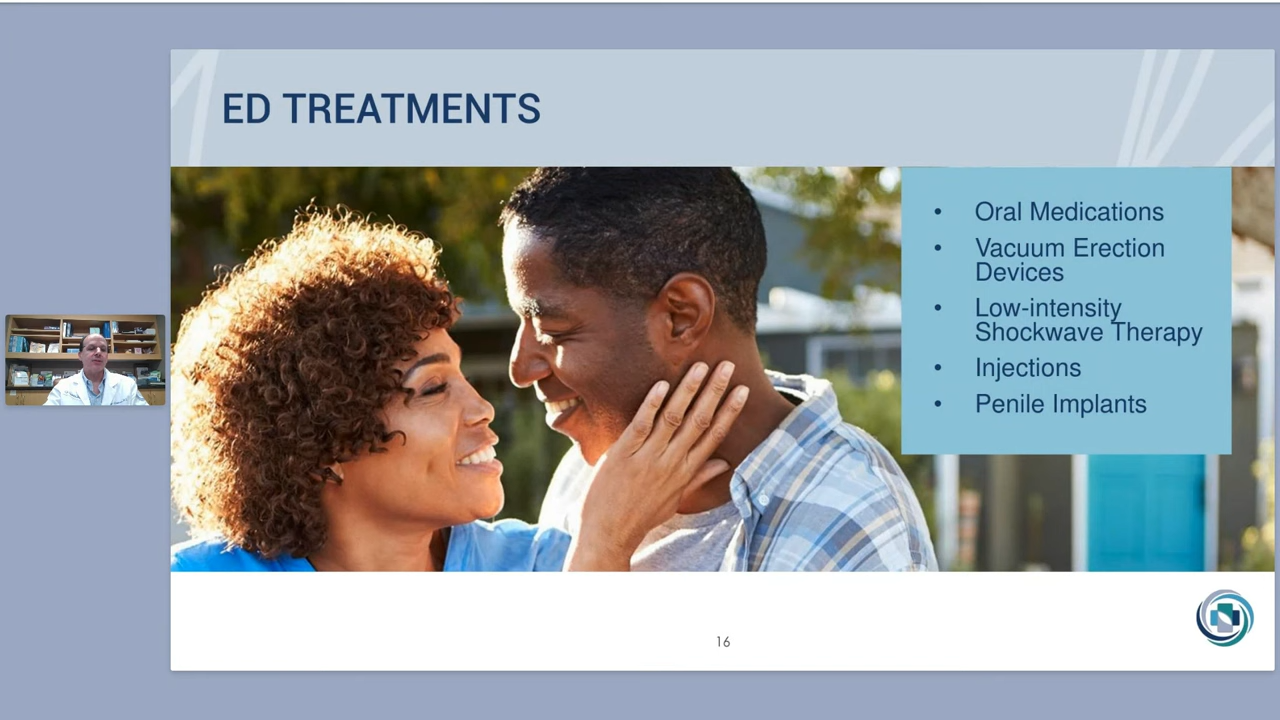 ED TREATMENTS
• Oral Medications
• Vacuum Erection
Devices
• Low-intensity
Shockwave Therapy
• Injections
• Penile Implants
16